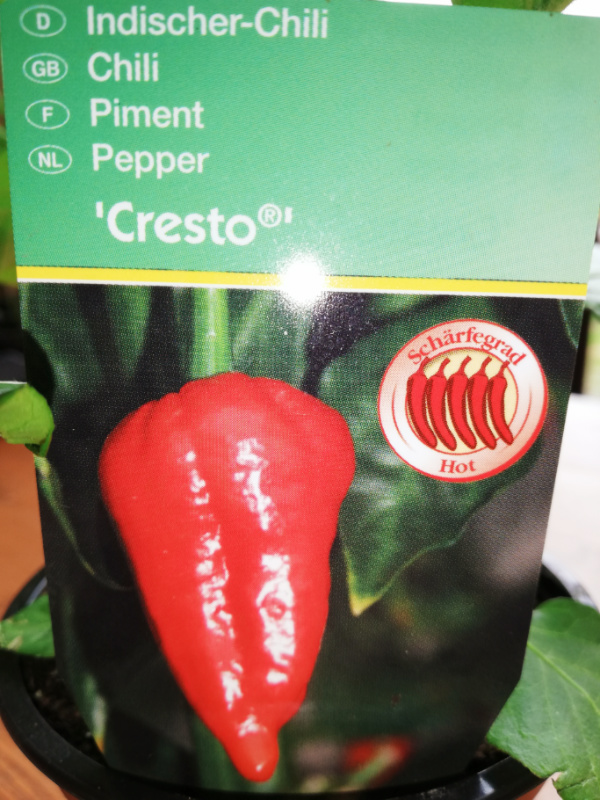 D Indischer-Chili
GB Chili
F Piment
NL Pepper
'Cresto®'
Schärfegrad
Hot